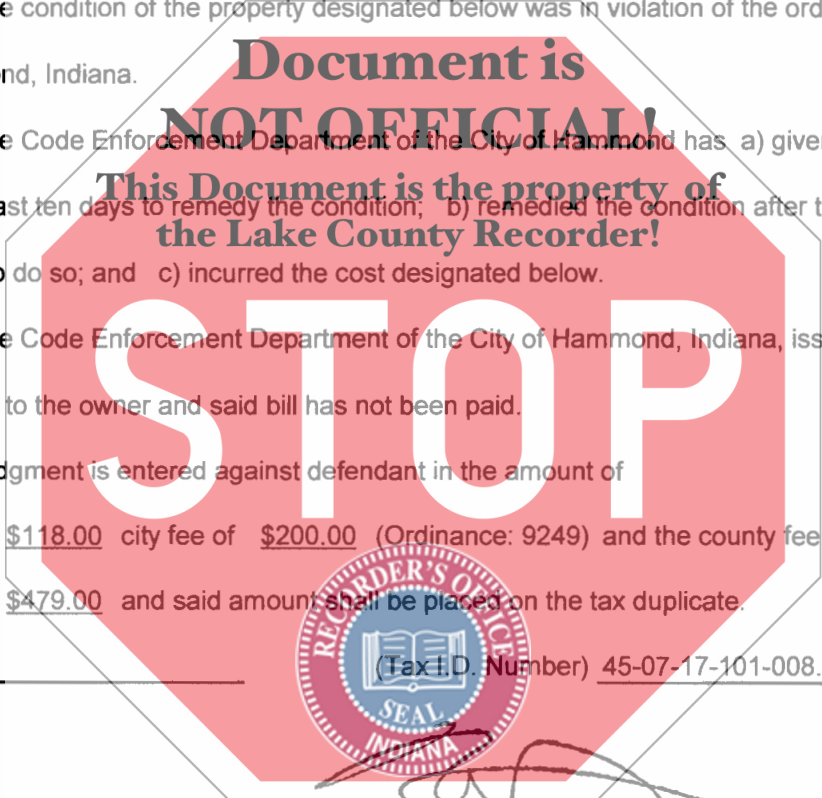 e condition of the property designated below was in violation of the ord
Document is
nd, Indiana.
NOT OFFICIAL!
e Code Enforcement Department of the City of Hammond has a) give
This Document is the property of
ast ten days to remedy the condition; b) remedied the condition after t
the Lake County Recorder!
o do so; and c) incurred the cost designated below.
STOP
e Code Enforcement Department of the City of Hammond, Indiana, iss
to the owner and said bill has not been paid.
dgment is entered against defendant in the amount of
$118.00 city fee of $200.00 (Ordinance: 9249) and the county fee
$479.00 and said amount shall be placed on the tax duplicate.
RECORDER'S OFFICE
(Tax I.D. Number) 45-07-17-101-008.
SEAL
INDIANA